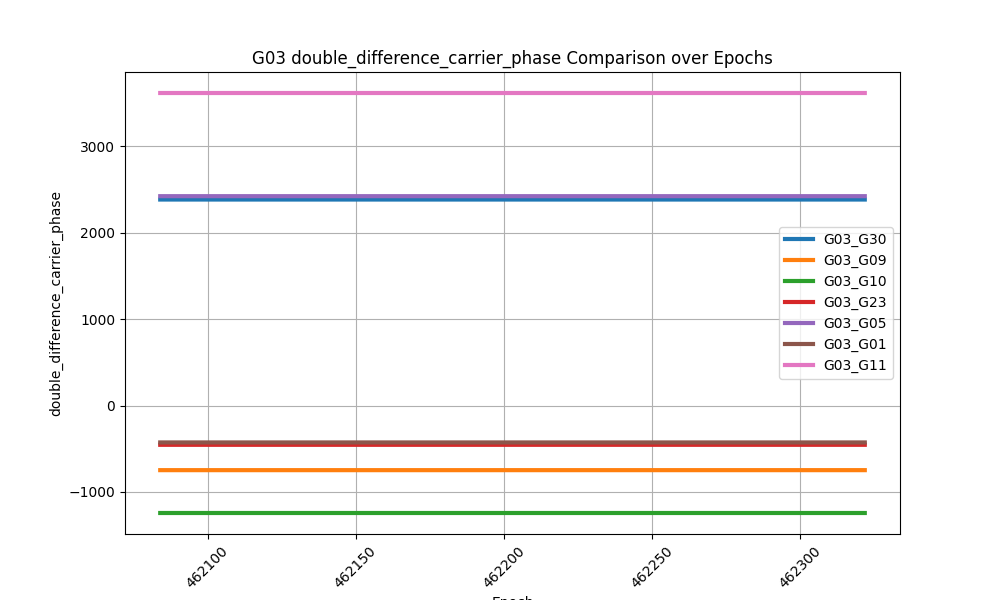 G03 double_difference_carrier_phase Comparison over Epochs
double_difference_carrier_phase
3000
2000
1000
0
−1000
G03_G30
G03_G09
G03_G10
G03_G23
G03_G05
G03_G01
G03_G11
462100
462150
462200
462250
462300
Epoch